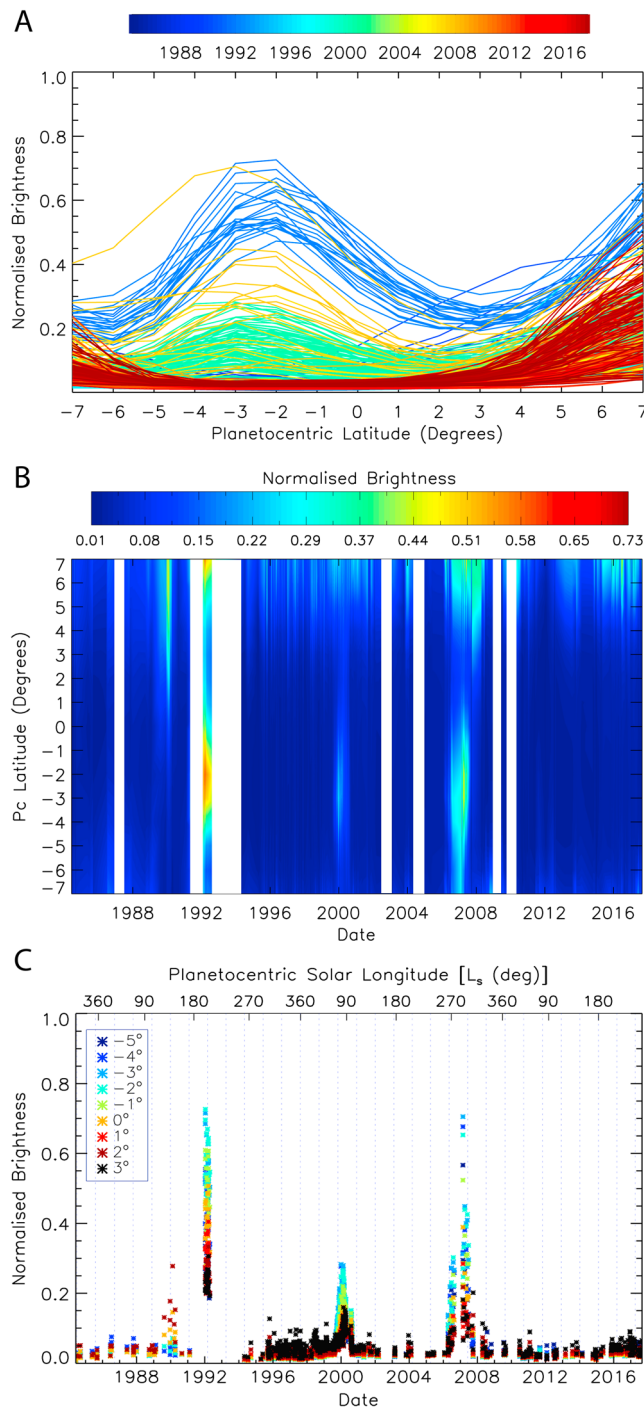 A
1988 1992 1996 2000 2004 2008 2012 2016
1.0
0.8
0.6
0.4
0.2
Normalised Brightness
-7 -6 -5 -4 -3 -2 -1 0 1 2 3 4 5 6 7
Planetocentric Latitude (Degrees)
B
Normalised Brightness
0.01 0.08 0.15 0.22 0.29 0.37 0.44 0.51 0.58 0.65 0.73
7
6
5
4
3
2
1
0
-1
-2
-3
-4
-5
-6
-7
Pc Latitude (Degrees)
1988 1992 1996 2000 2004 2008 2012 2016
Date
C
Planetocentric Solar Longitude [Ls (deg)]
360 90 180 270 360 90 180 270 360 90 180
1.0
0.8
0.6
0.4
0.2
0.0
Normalised Brightness
-5°
-4°
-3°
-2°
-1°
0°
1°
2°
3°
1988 1992 1996 2000 2004 2008 2012 2016
Date